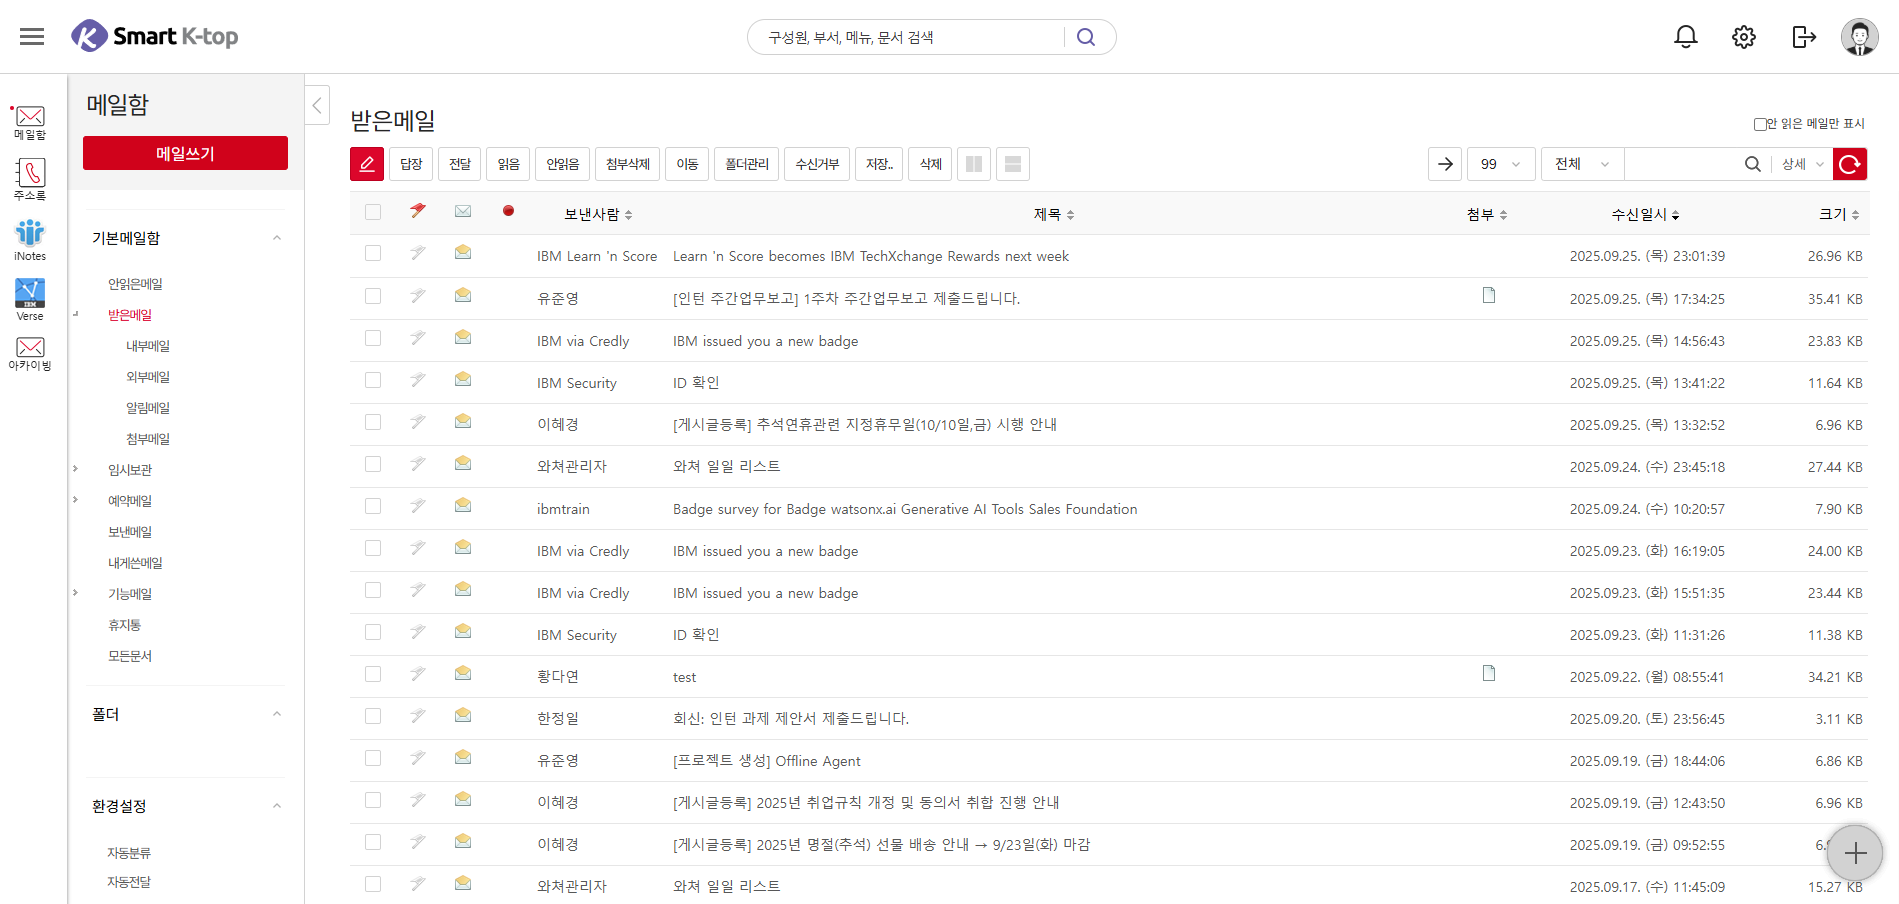 Smart K-top
구성원, 부서, 메뉴, 문서 검색
메일함
주소록
iNotes
IBM
Verse
아카이빙
메일함
메일쓰기
기본메일함
안읽은메일
받은메일
내부메일
외부메일
알림메일
첨부메일
임시보관
예약메일
보낸메일
내게쓴메일
기능메일
휴지통
모든문서
폴더
환경설정
자동분류
자동전달
받은메일
안 읽은 메일만 표시
답장 전달 읽음 안읽음 첨부삭제 이동 폴더관리 수신거부 저장.. 삭제 99 전체 상세
보낸사람 제목 첨부 수신일시 크기
IBM Learn 'n Score Learn 'n Score becomes IBM TechXchange Rewards next week 2025.09.25. (목) 23:01:39 26.96 KB
유준영 [인턴 주간업무보고] 1주차 주간업무보고 제출드립니다. 2025.09.25. (목) 17:34:25 35.41 KB
IBM via Credly IBM issued you a new badge 2025.09.25. (목) 14:56:43 23.83 KB
IBM Security ID 확인 2025.09.25. (목) 13:41:22 11.64 KB
이혜경 [게시글등록] 추석연휴관련 지정휴무일(10/10일,금) 시행 안내 2025.09.25. (목) 13:32:52 6.96 KB
와쳐관리자 와쳐 일일 리스트 2025.09.24. (수) 23:45:18 27.44 KB
ibmtrain Badge survey for Badge watsonx.ai Generative AI Tools Sales Foundation 2025.09.24. (수) 10:20:57 7.90 KB
IBM via Credly IBM issued you a new badge 2025.09.23. (화) 16:19:05 24.00 KB
IBM via Credly IBM issued you a new badge 2025.09.23. (화) 15:51:35 23.44 KB
IBM Security ID 확인 2025.09.23. (화) 11:31:26 11.38 KB
황다연 test 2025.09.22. (월) 08:55:41 34.21 KB
한정일 회신: 인턴 과제 제안서 제출드립니다. 2025.09.20. (토) 23:56:45 3.11 KB
유준영 [프로젝트 생성] Offline Agent 2025.09.19. (금) 18:44:06 6.86 KB
이혜경 [게시글등록] 2025년 취업규칙 개정 및 동의서 취합 진행 안내 2025.09.19. (금) 12:43:50 6.96 KB
이혜경 [게시글등록] 2025년 명절(추석) 선물 배송 안내 → 9/23일(화) 마감 2025.09.19. (금) 09:52:55
와쳐관리자 와쳐 일일 리스트 2025.09.17. (수) 11:45:09 15.27 KB